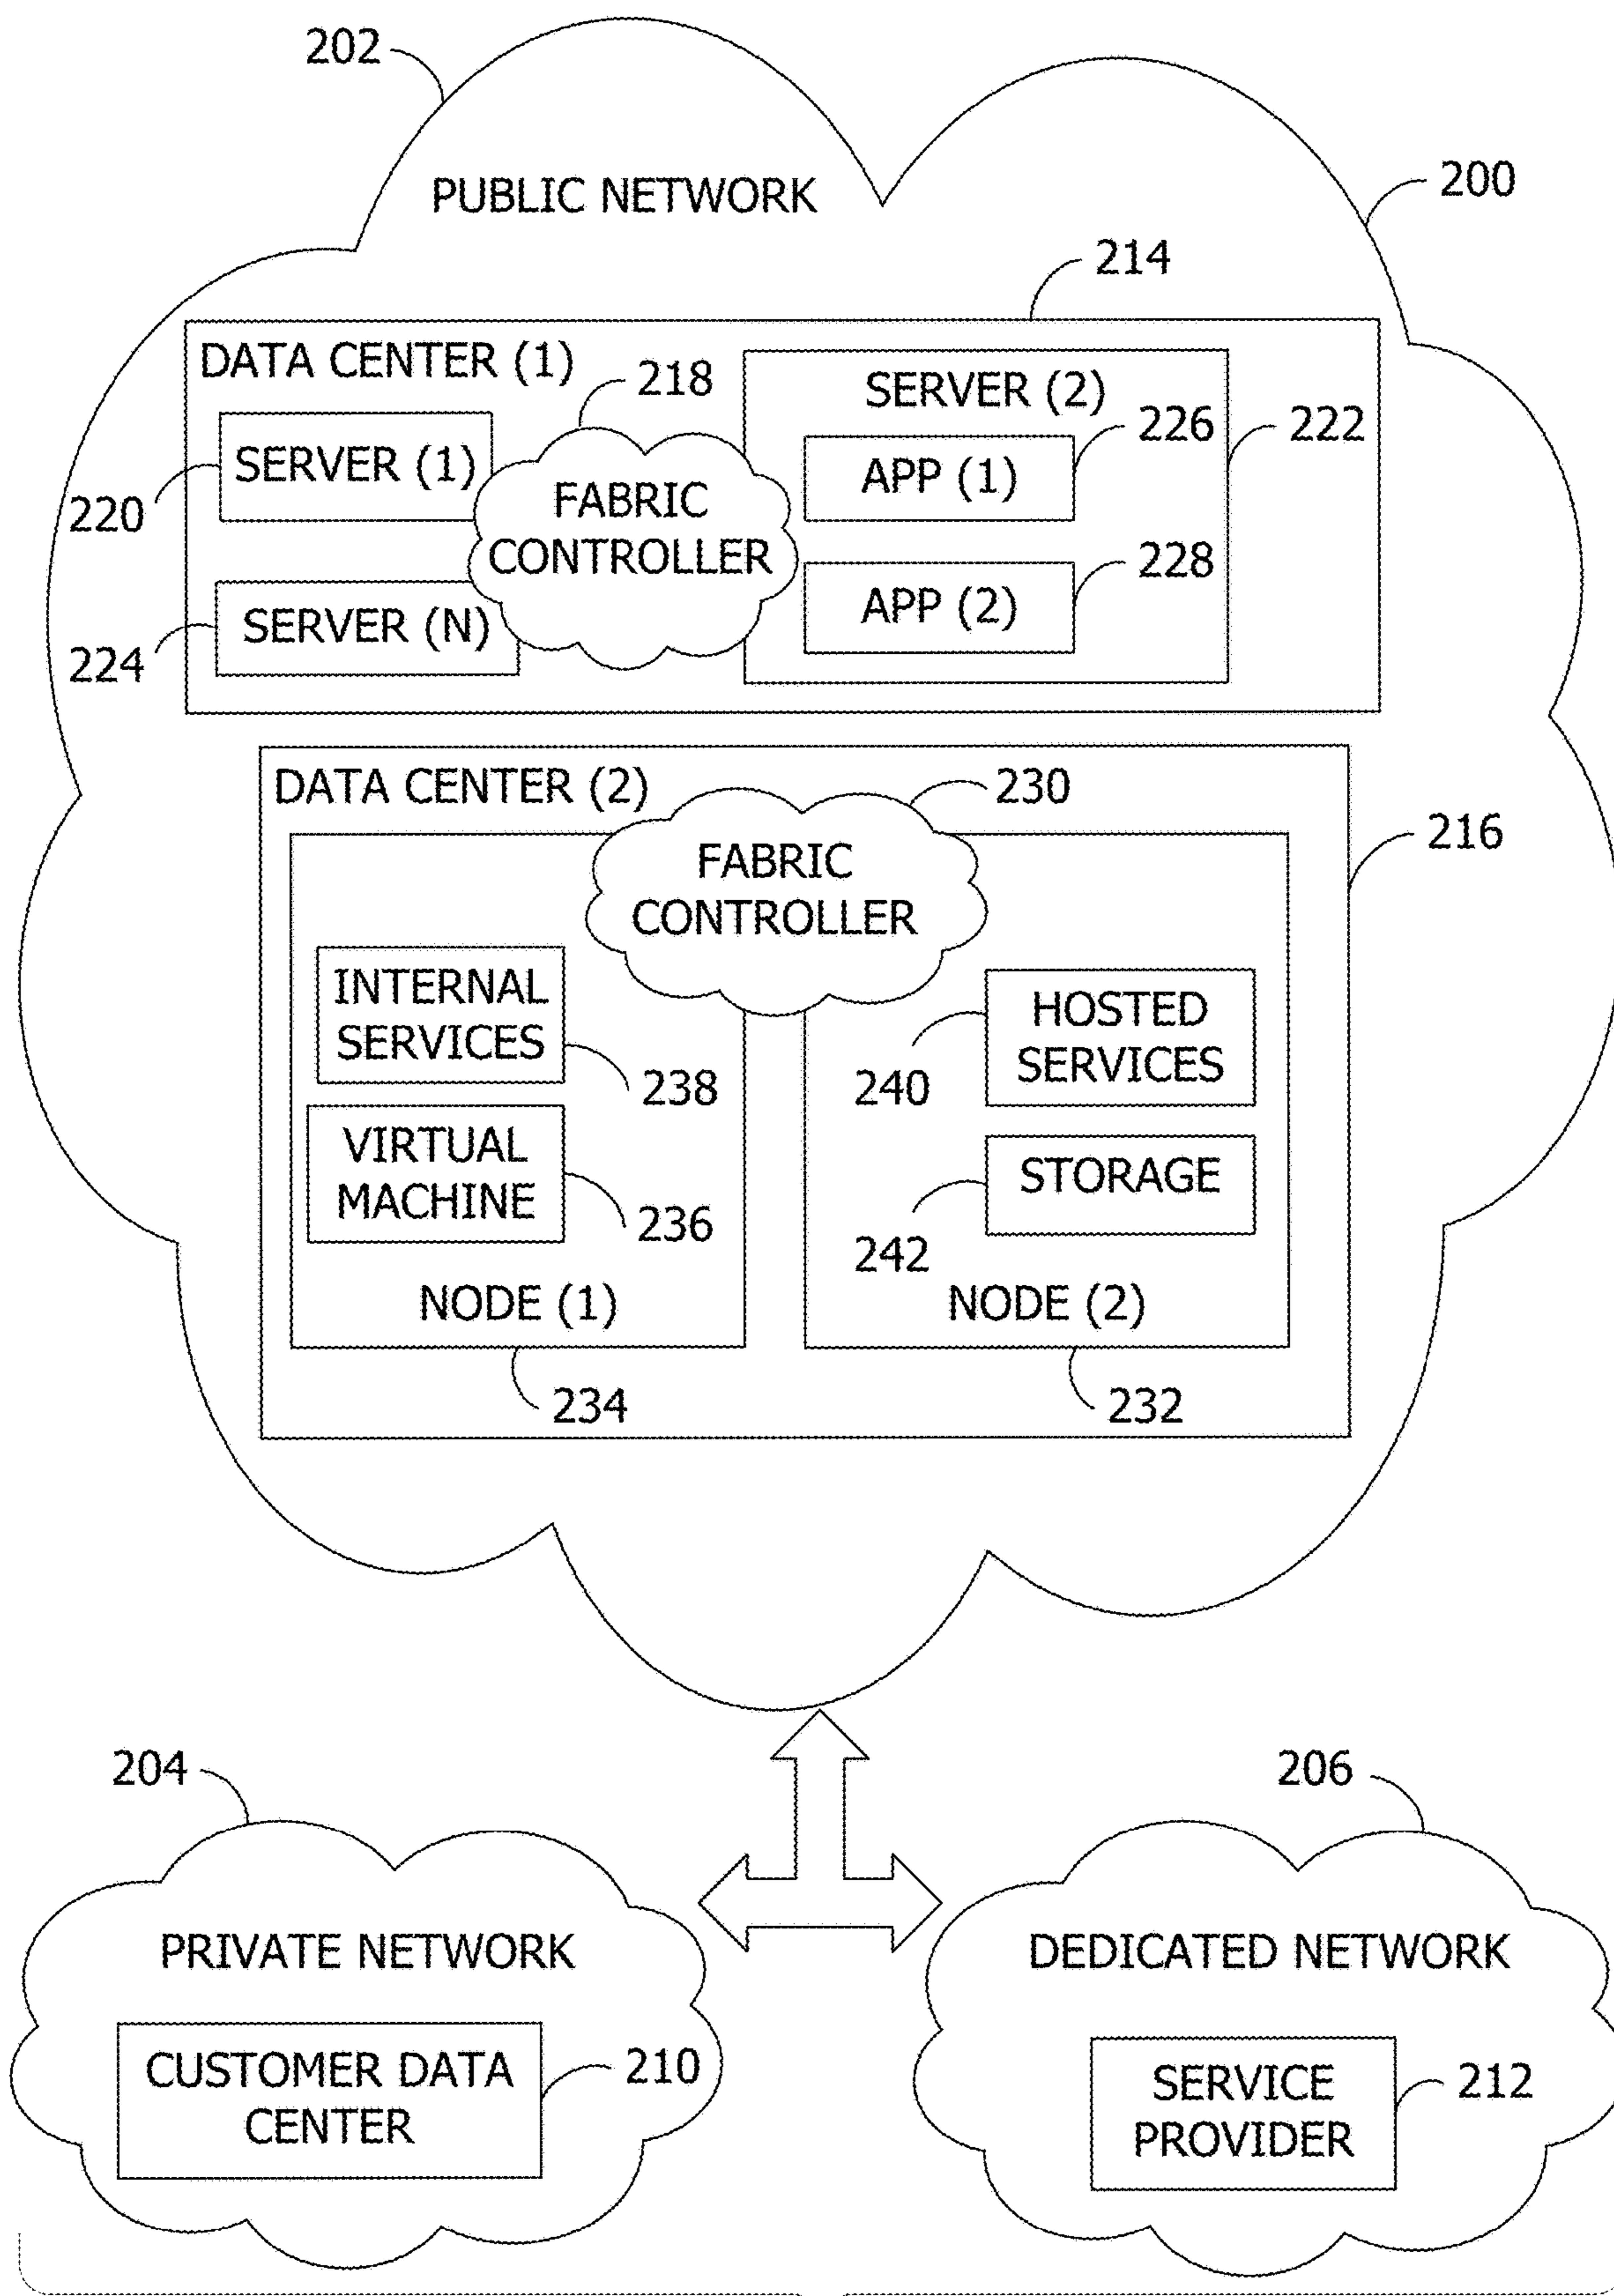 202
PUBLIC NETWORK
200
214
DATA CENTER (1)
218
SERVER (2)
226
222
SERVER (1)
APP (1)
220
FABRIC
CONTROLLER
228
APP (2)
SERVER (N)
224
DATA CENTER (2)
230
216
FABRIC
CONTROLLER
INTERNAL
SERVICES
238
HOSTED
SERVICES
240
VIRTUAL
MACHINE
236
STORAGE
242
NODE (1)
NODE (2)
234
232
204
206
PRIVATE NETWORK
DEDICATED NETWORK
CUSTOMER DATA
CENTER
210
SERVICE
PROVIDER
212